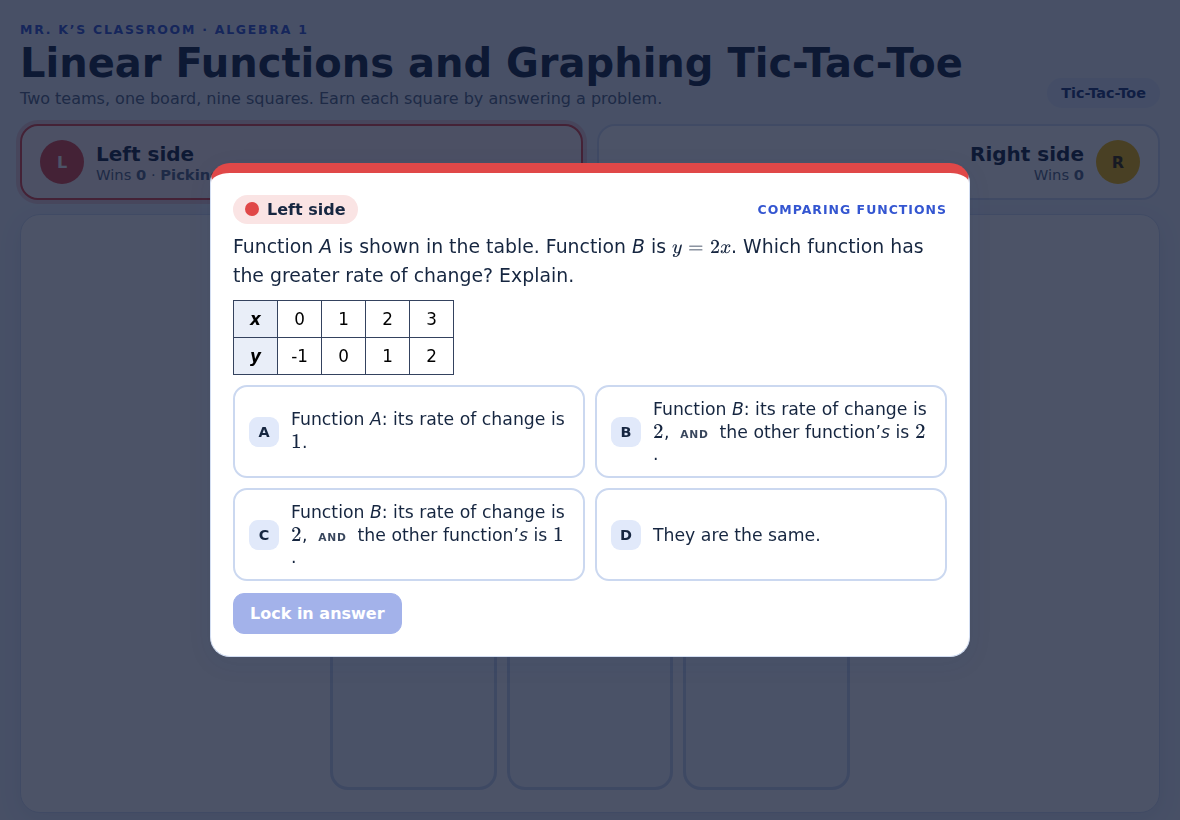 MR. K'S CLASSROOM · ALGEBRA 1
Linear Functions and Graphing Tic-Tac-Toe
Two teams, one board, nine squares. Earn each square by answering a problem.
Tic-Tac-Toe
L
Left side
Wins 0 · Pickin
Right side
Wins 0
R
Left side
COMPARING FUNCTIONS
Function A is shown in the table. Function B is y = 2x. Which function has
the greater rate of change? Explain.
x 0 1 2 3
y -1 0 1 2
A
Function A: its rate of change is
1.
B
Function B: its rate of change is
2, AND the other function's is 2
.
C
Function B: its rate of change is
2, AND the other function's is 1
.
D
They are the same.
Lock in answer